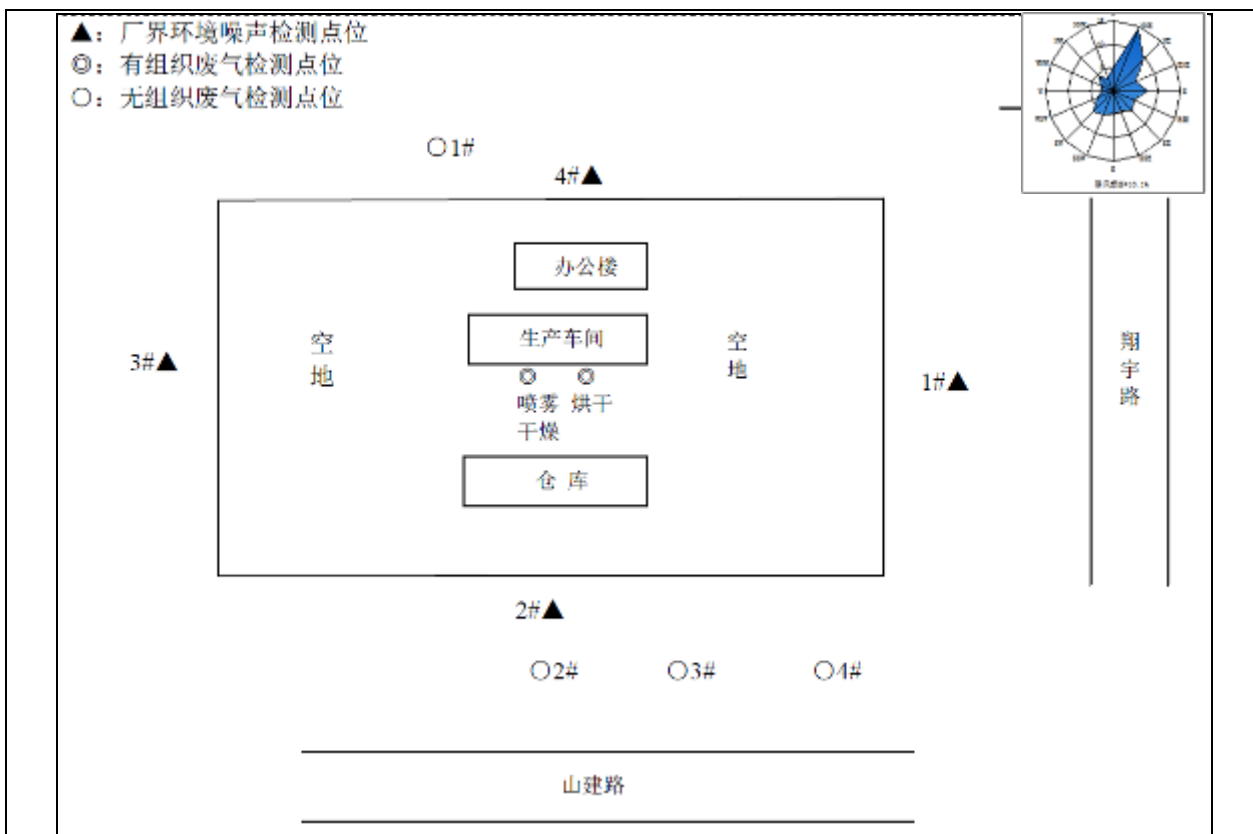 ▲：厂界环境噪声检测点位
◎：有组织废气检测点位
○：无组织废气检测点位
○1#
4#▲
办公楼
生产车间
空地
空地
3#▲
1#▲
翔宇路
◎ ◎
喷雾干燥
烘干
仓 库
2#▲
○2# ○3# ○4#
山建路